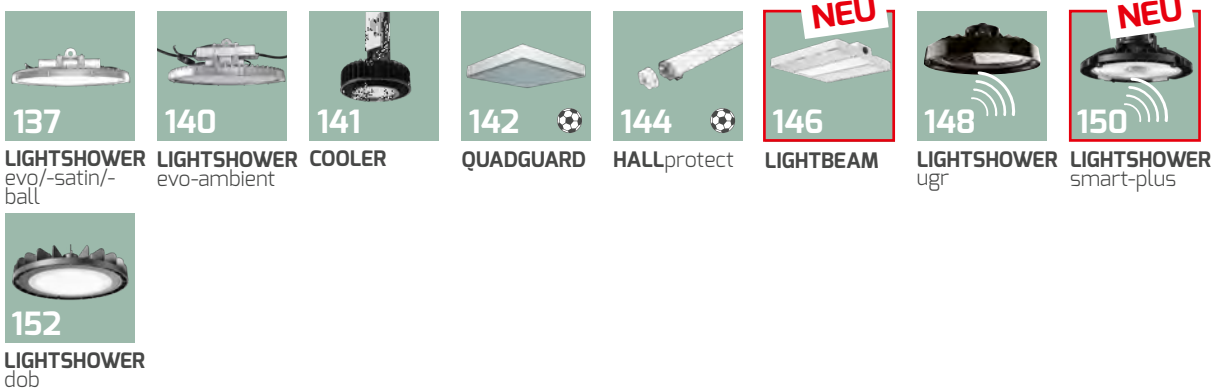 NEU
NEU
137
140
141
142
144
146
148
150
LIGHTSHOWER
evo/-satin/-
ball
LIGHTSHOWER
evo-ambient
COOLER
QUADGUARD
HALLprotect
LIGHTBEAM
LIGHTSHOWER
ugr
LIGHTSHOWER
smart-plus
152
LIGHTSHOWER
dob